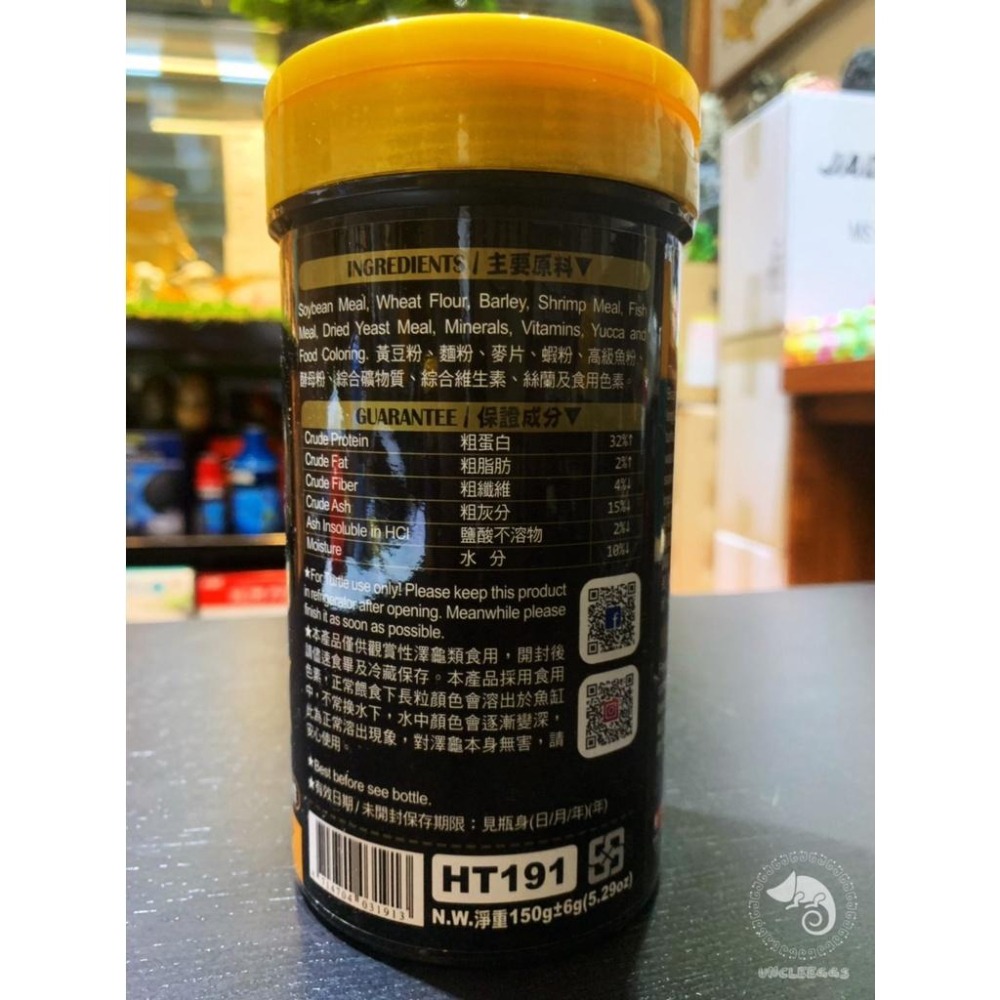 INGREDIENTS / 主要原料▼
Soybean Meal, Wheat Flour, Barley, Shrimp Meal, Fish
Meal, Dried Yeast Meal, Minerals, Vitamins, Yucca and
Food Coloring. 黃豆粉、麵粉、麥片、蝦粉、高級魚粉、
酵母粉、綜合礦物質、綜合維生素、絲蘭及食用色素。
GUARANTEE / 保證成分▼
Crude Protein 粗蛋白 32%↑
Crude Fat 粗脂肪 2%↑
Crude Fiber 粗纖維 4%↓
Crude Ash 粗灰分 15%↓
Ash Insoluble in HCl 鹽酸不溶物 2%↓
Moisture 水 分 10%↓
★For Turtle use only! Please keep this product
in refrigerator after opening. Meanwhile please
finish it as soon as possible.
★本產品僅供觀賞性澤龜類食用，開封後
請儘速食畢及冷藏保存。本產品採用食用
色素，正常餵食下長粒顏色會溶出於魚缸
中，不常換水下，水中顏色會逐漸變深，
此為正常溶出現象，對澤龜本身無害，請
安心使用。
★Best before see bottle.
★有效日期/未開封保存期限：見瓶身(日/月/年)(年)
HT191
N.W.淨重150g±6g(5.29oz)
JIAO
UNCLEEGGS